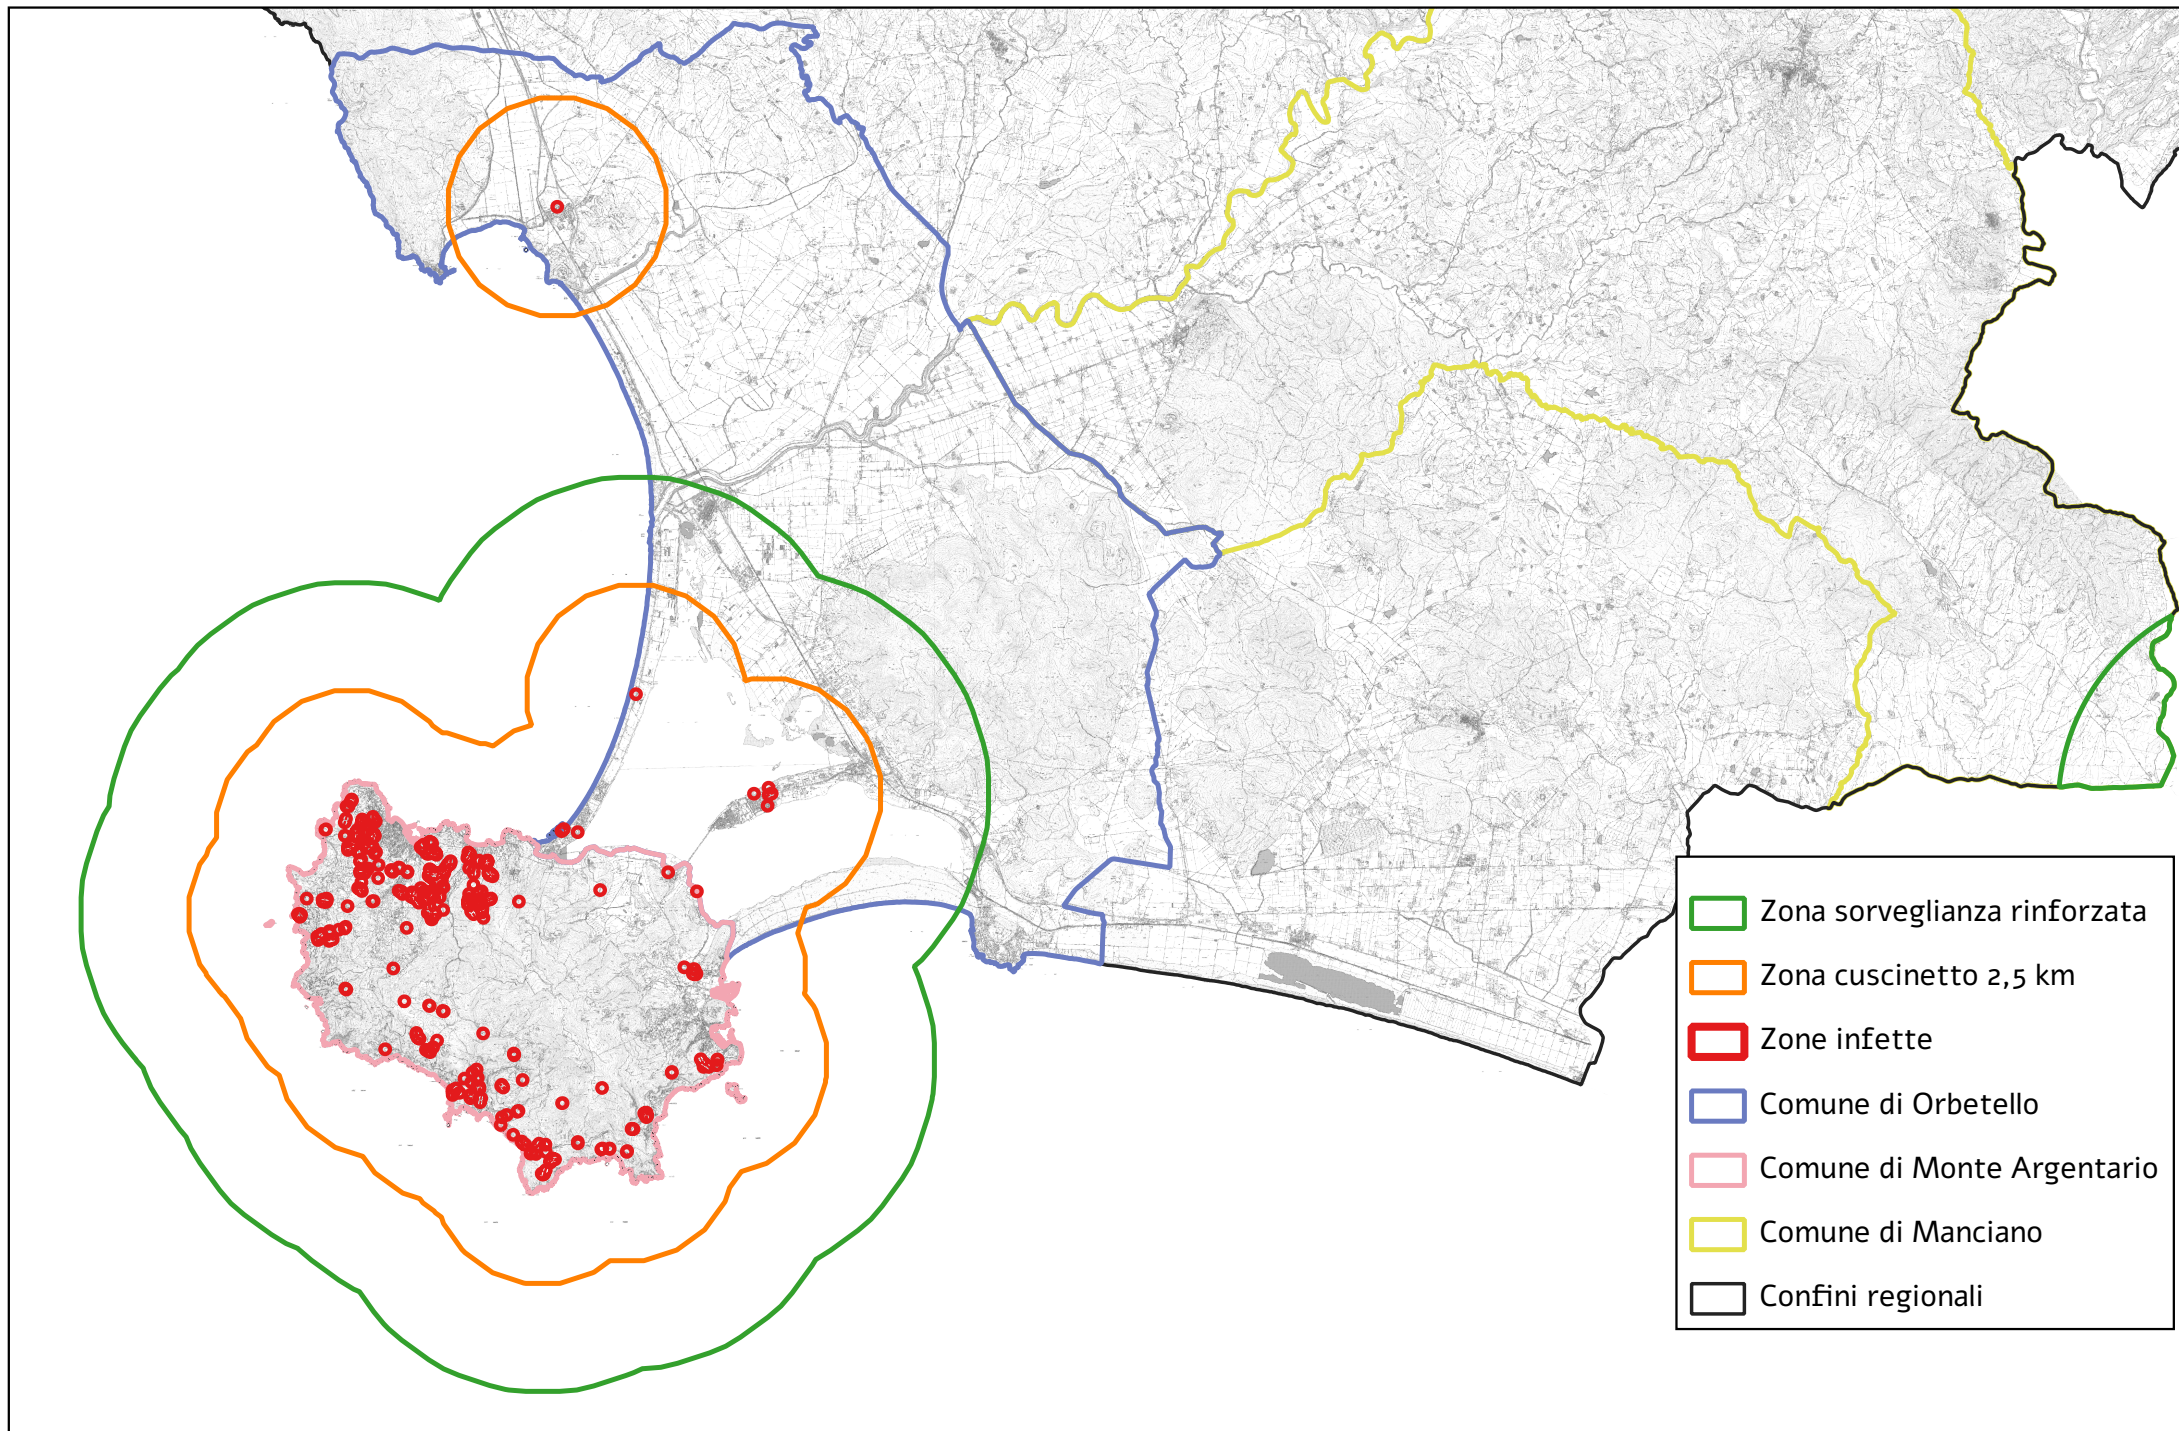 Zona sorveglianza rinforzata
Zona cuscinetto 2,5 km
Zone infette
Comune di Orbetello
Comune di Monte Argentario
Comune di Manciano
Confini regionali